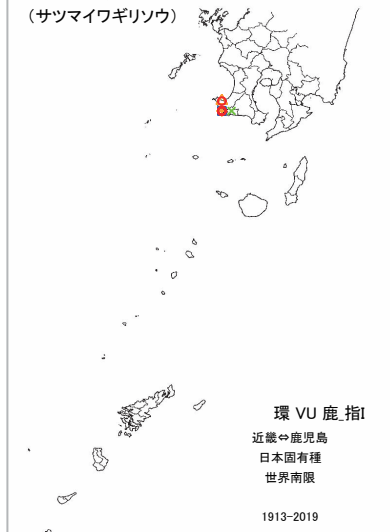 (サツマイワギリソウ)
環 VU 鹿_指I
近畿⇔鹿児島
日本固有種
世界南限
1913-2019